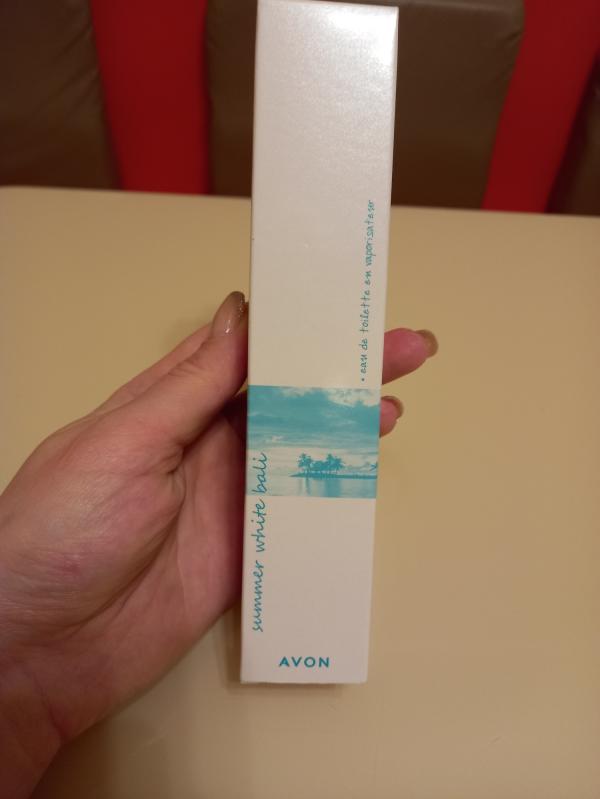 • eau de toilette en vaporisateur
summer white bali
AVON